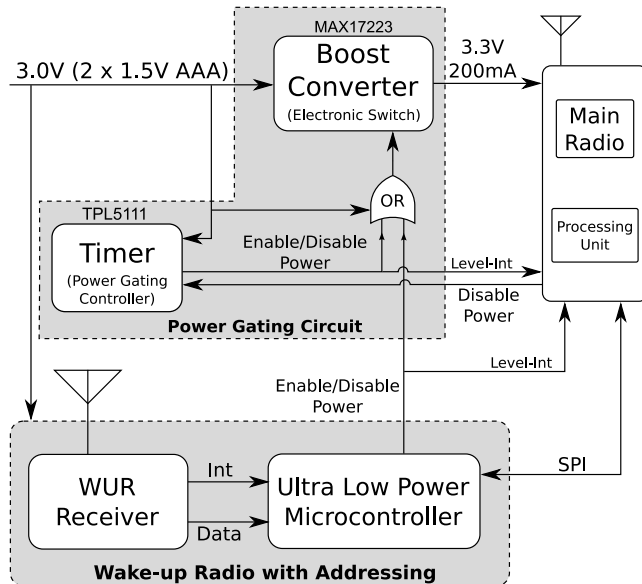 MAX17223
Boost
Converter
(Electronic Switch)
3.0V (2 x 1.5V AAA)
3.3V
200mA
Main
Radio
OR
TPL5111
Timer
(Power Gating
Controller)
Enable/Disable
Power
Level-Int
Processing
Unit
Disable
Power
Power Gating Circuit
Level-Int
Enable/Disable
Power
SPI
WUR
Receiver
Int
Data
Ultra Low Power
Microcontroller
Wake-up Radio with Addressing